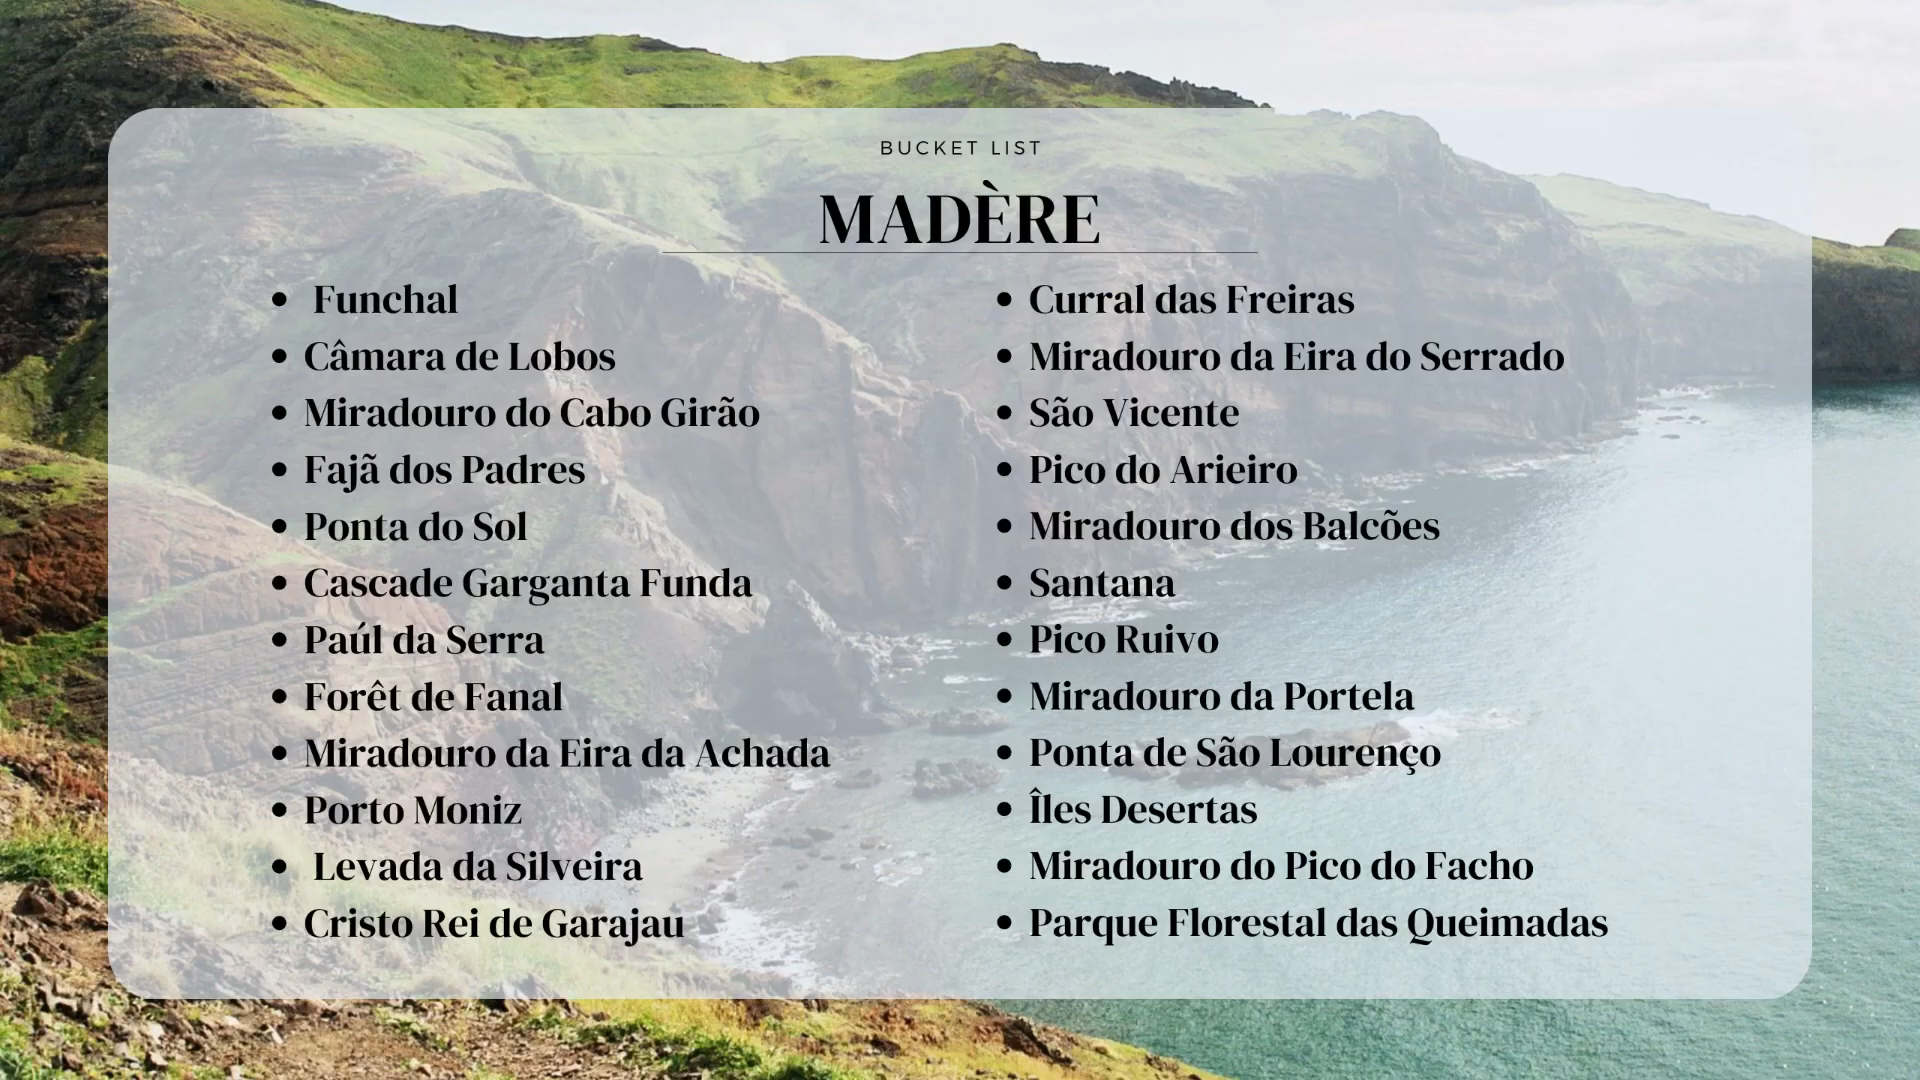 BUCKET LIST
MADÈRE
• Funchal
• Câmara de Lobos
• Miradouro do Cabo Girão
• Fajã dos Padres
• Ponta do Sol
• Cascade Garganta Funda
• Paúl da Serra
• Forêt de Fanal
• Miradouro da Eira da Achada
• Porto Moniz
• Levada da Silveira
• Cristo Rei de Garajau
• Curral das Freiras
• Miradouro da Eira do Serrado
• São Vicente
• Pico do Arieiro
• Miradouro dos Balcões
• Santana
• Pico Ruivo
• Miradouro da Portela
• Ponta de São Lourenço
• Îles Desertas
• Miradouro do Pico do Facho
• Parque Florestal das Queimadas